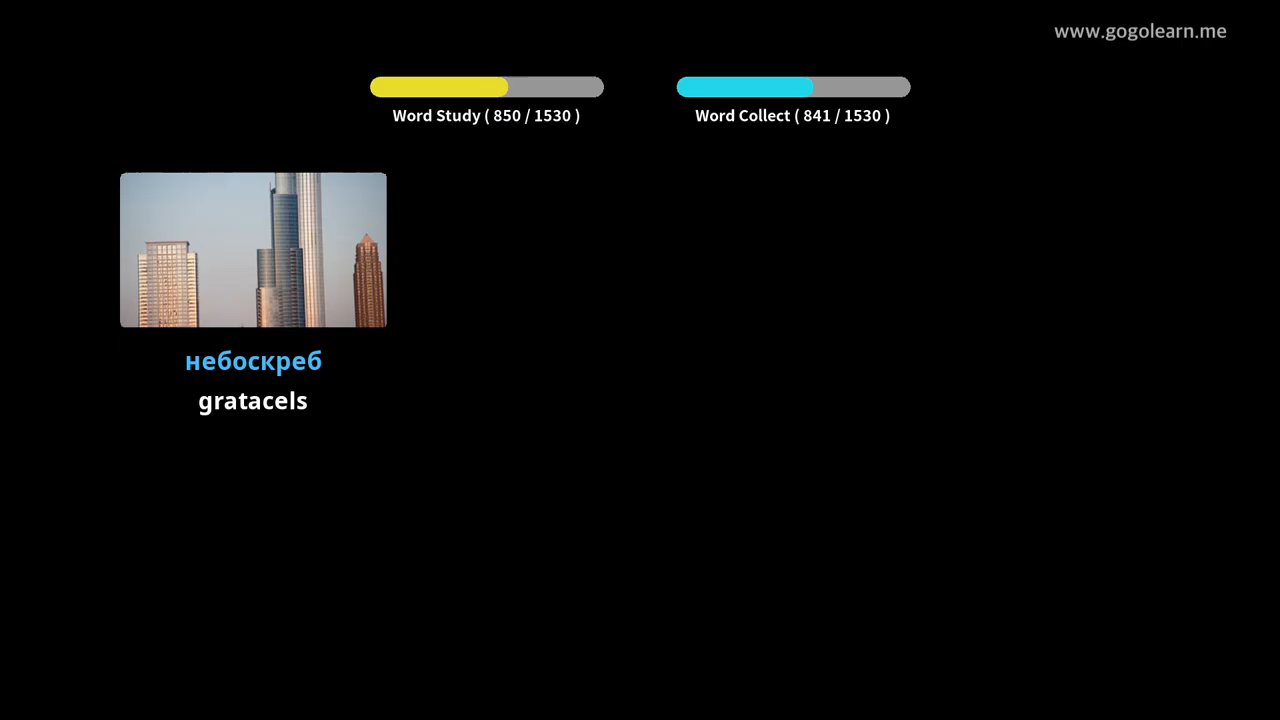 www.gogolearn.me
Word Study ( 850 / 1530 )
Word Collect ( 841 / 1530 )
небоскреб
gratacels